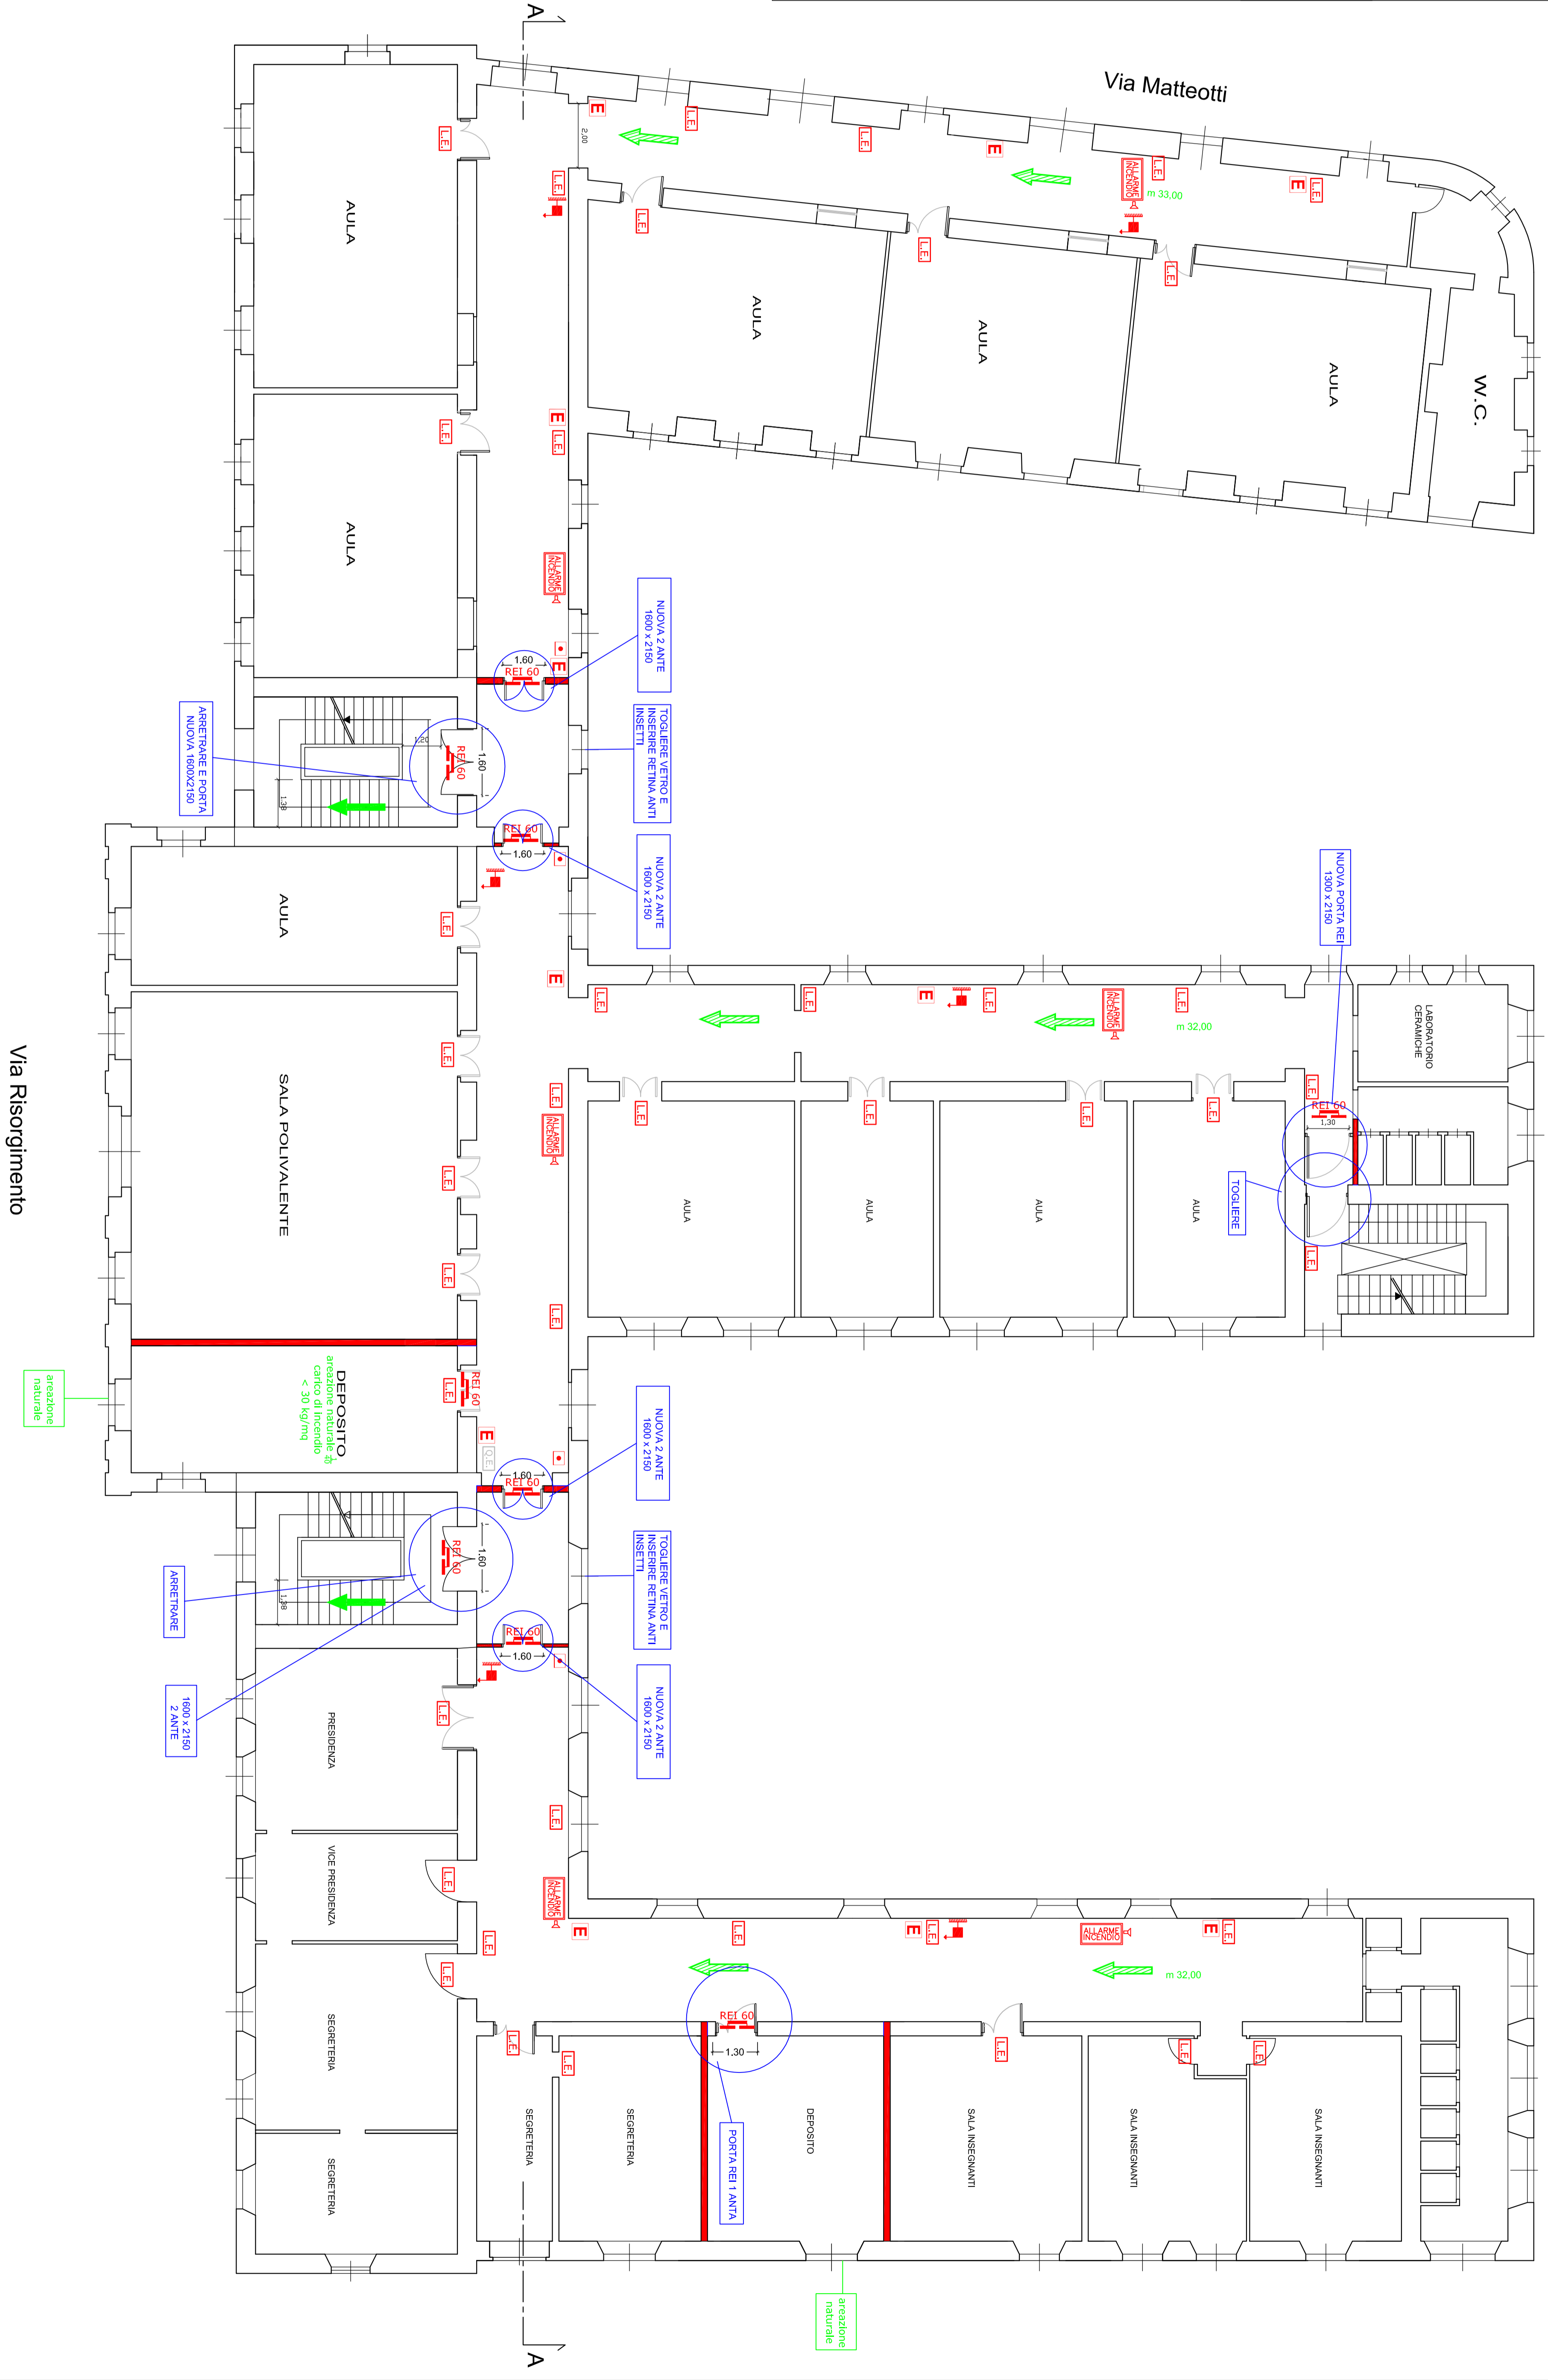 A
Via Matteotti
E
L.E.
L.E.
E
L.E.
E
L.E.
2,00
ALLARME
INCENDIO
m 33,00
L.E.
L.E.
L.E.
L.E.
L.E.
AULA
AULA
AULA
AULA
W.C.
E
L.E.
L.E.
AULA
ALLARME
INCENDIO
NUOVA 2 ANTE
1600 x 2150
E
1.60
REI 60
ARRETRARE E PORTA
NUOVA 1600X2150
TOGLIERE VETRO E
INSERIRE RETINA ANTI
INSETTI
1,20
REI 60
1.60
1,38
REI 60
1.60
NUOVA 2 ANTE
1600 x 2150
NUOVA PORTA REI
1300 x 2150
AULA
L.E.
E
L.E.
L.E.
E
L.E.
ALLARME
INCENDIO
L.E.
m 32,00
LABORATORIO
CERAMICHE
Via Risorgimento
SALA POLIVALENTE
L.E.
L.E.
L.E.
L.E.
ALLARME
INCENDIO
L.E.
L.E.
L.E.
L.E.
L.E.
L.E.
REI 60
1,30
TOGLIERE
L.E.
AULA
AULA
AULA
AULA
areazione
naturale
DEPOSITO
areazione naturale
carico di incendio
< 30 kg/mq
L.E.
REI 60
E
Q.E.
NUOVA 2 ANTE
1600 x 2150
1.60
REI 60
TOGLIERE VETRO E
INSERIRE RETINA ANTI
INSETTI
REI 60
1.60
1,38
ARRETRARE
REI 60
1.60
NUOVA 2 ANTE
1600 x 2150
1600 x 2150
2 ANTE
PRESIDENZA
L.E.
L.E.
VICE PRESIDENZA
L.E.
ALLARME
INCENDIO
E
L.E.
E
L.E.
ALLARME
INCENDIO
E
L.E.
L.E.
L.E.
m 32,00
SEGRETERIA
L.E.
L.E.
REI 60
1.30
L.E.
L.E.
L.E.
SEGRETERIA
SEGRETERIA
SEGRETERIA
PORTA REI 1 ANTA
DEPOSITO
SALA INSEGNANTI
SALA INSEGNANTI
SALA INSEGNANTI
areazione
naturale
A